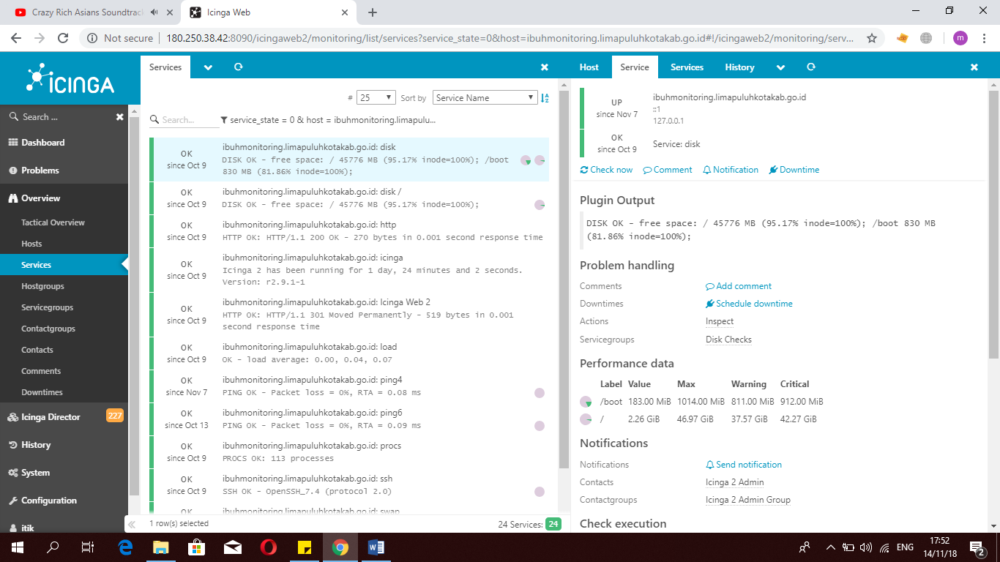 Crazy Rich Asians Soundtrac
Icinga Web
Not secure
180.250.38.42:8090/icingaweb2/monitoring/list/services?service_state=0&host=ibuhmonitoring.limapuluhkotakab.go.id#!/icingaweb2/monitoring/serv...
m
icinga
Search ...
Dashboard
Problems
Overview
Tactical Overview
Hosts
Services
Hostgroups
Servicegroups
Contactgroups
Contacts
Comments
Downtimes
Icinga Director
227
History
System
Configuration
itik
Services
# 25 Sort by Service Name
Search...
service_state = 0 & host = ibuhmonitoring.limapulu...
OK
since Oct 9
ibuhmonitoring.limapuluhkotakab.go.id: disk
DISK OK - free space: / 45776 MB (95.17% inode=100%); /boot
830 MB (81.86% inode=100%);
OK
since Oct 9
ibuhmonitoring.limapuluhkotakab.go.id: disk /
DISK OK - free space: / 45776 MB (95.17% inode=100%);
OK
since Oct 9
ibuhmonitoring.limapuluhkotakab.go.id: http
HTTP OK: HTTP/1.1 200 OK - 270 bytes in 0.001 second response time
OK
since Oct 9
ibuhmonitoring.limapuluhkotakab.go.id: icinga
Icinga 2 has been running for 1 day, 24 minutes and 2 seconds.
Version: r2.9.1-1
OK
since Oct 9
ibuhmonitoring.limapuluhkotakab.go.id: Icinga Web 2
HTTP OK: HTTP/1.1 301 Moved Permanently - 519 bytes in 0.001
second response time
OK
since Oct 9
ibuhmonitoring.limapuluhkotakab.go.id: load
OK - load average: 0.00, 0.04, 0.07
OK
since Nov 7
ibuhmonitoring.limapuluhkotakab.go.id: ping4
PING OK - Packet loss = 0%, RTA = 0.08 ms
OK
since Oct 13
ibuhmonitoring.limapuluhkotakab.go.id: ping6
PING OK - Packet loss = 0%, RTA = 0.09 ms
OK
since Oct 9
ibuhmonitoring.limapuluhkotakab.go.id: procs
PROCS OK: 113 processes
OK
since Oct 9
ibuhmonitoring.limapuluhkotakab.go.id: ssh
SSH OK - OpenSSH_7.4 (protocol 2.0)
OK
ibuhmonitoring.limapuluhkotakab.go.id: swap
1 row(s) selected
24 Services: 24
Host Service Services History
UP
since Nov 7
ibuhmonitoring.limapuluhkotakab.go.id
::1
127.0.0.1
OK
since Oct 9
Service: disk
Check now Comment Notification Downtime
Plugin Output
DISK OK - free space: / 45776 MB (95.17% inode=100%); /boot 830 MB
(81.86% inode=100%);
Problem handling
Comments Add comment
Downtimes Schedule downtime
Actions Inspect
Servicegroups Disk Checks
Performance data
Label Value Max Warning Critical
/boot 183.00 MiB 1014.00 MiB 811.00 MiB 912.00 MiB
/ 2.26 GiB 46.97 GiB 37.57 GiB 42.27 GiB
Notifications
Notifications Send notification
Contacts Icinga 2 Admin
Contactgroups Icinga 2 Admin Group
Check execution
ENG
17:52
14/11/18
2